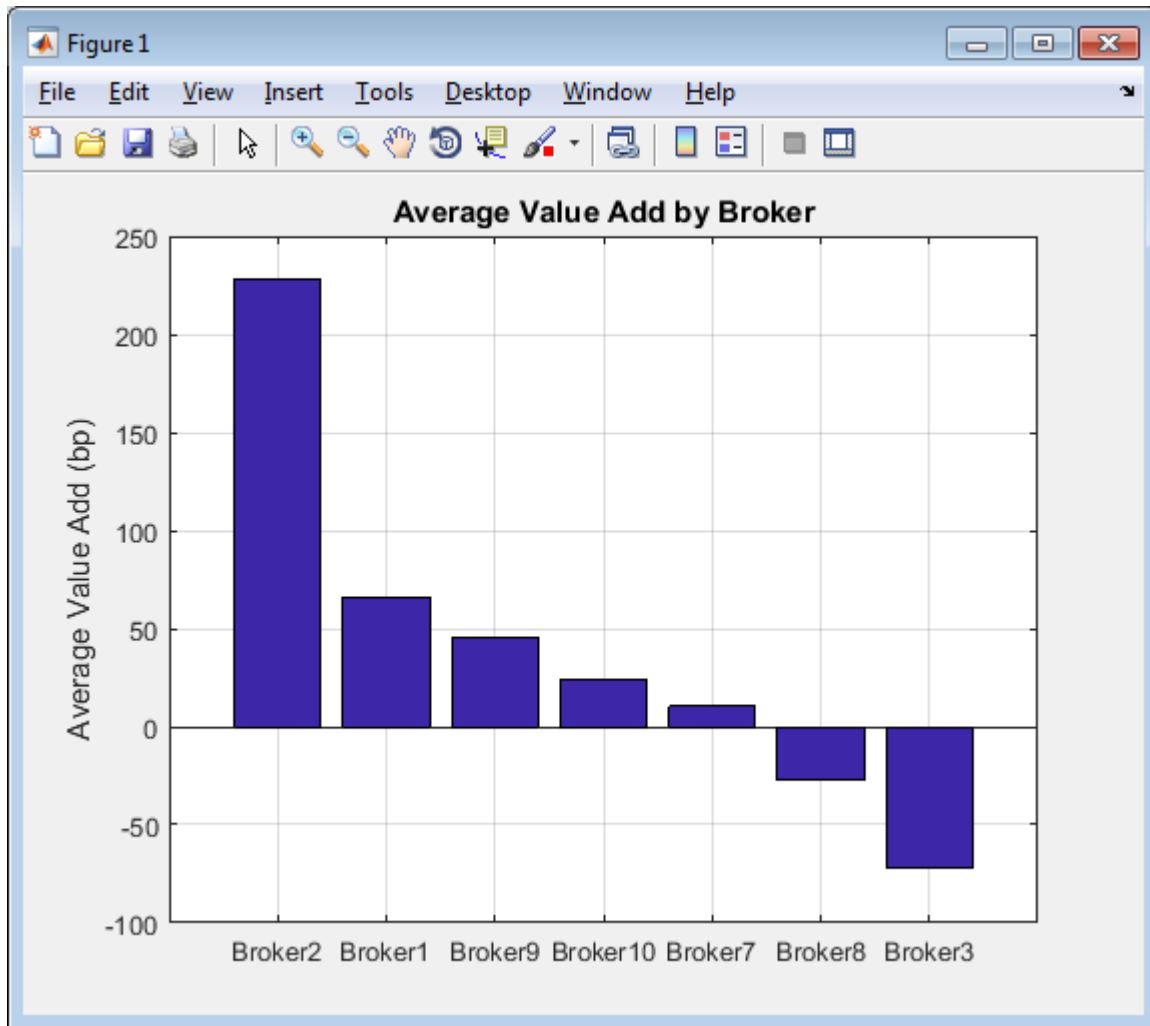 Figure 1
File Edit View Insert Tools Desktop Window Help
Average Value Add by Broker
Average Value Add (bp)
250
200
150
100
50
0
-50
-100
Broker2 Broker1 Broker9 Broker10 Broker7 Broker8 Broker3